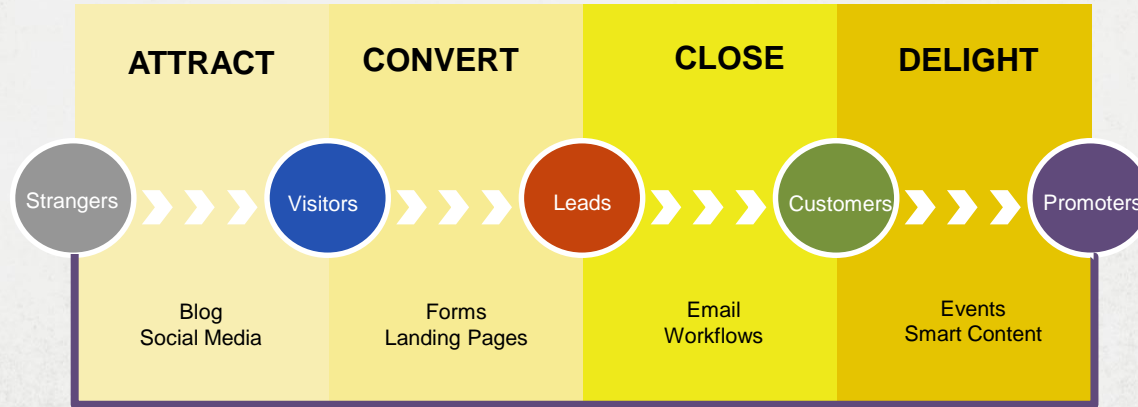 ATTRACT
CONVERT
CLOSE
DELIGHT
Strangers
Visitors
Leads
Customers
Promoters
Blog
Social Media
Forms
Landing Pages
Email
Workflows
Events
Smart Content